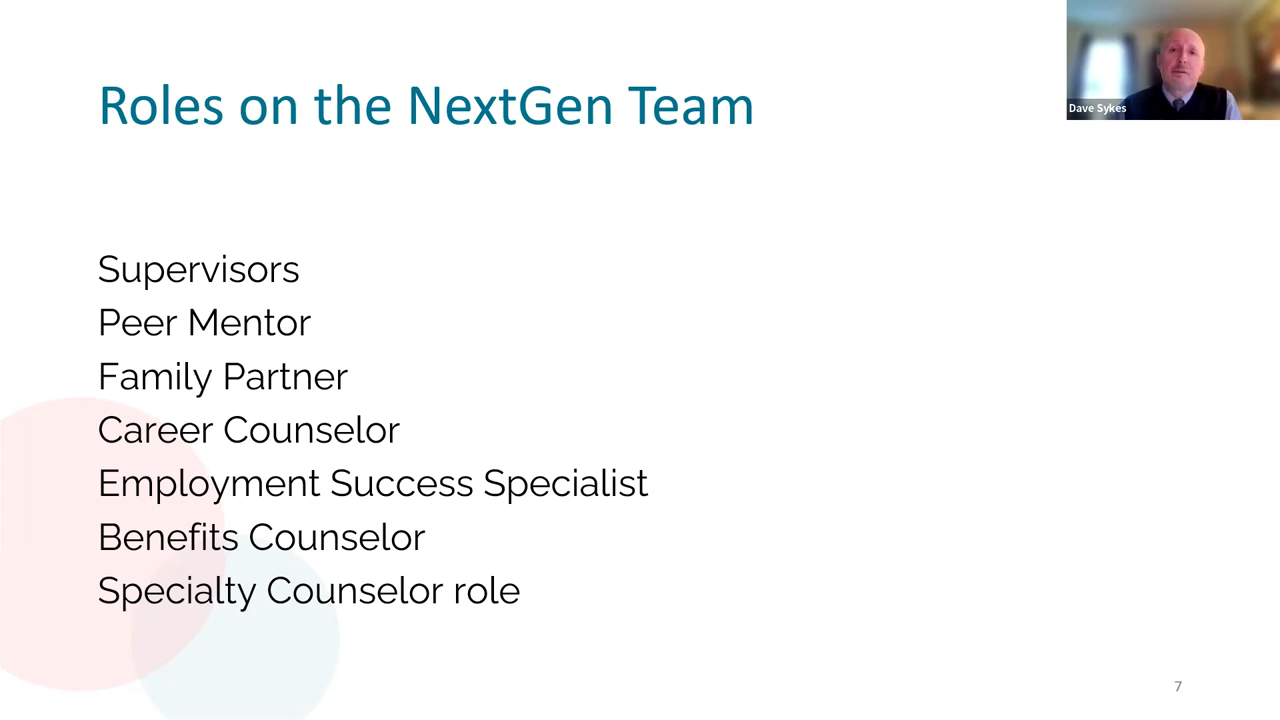 Roles on the NextGen Team
Dave Sykes
Supervisors
Peer Mentor
Family Partner
Career Counselor
Employment Success Specialist
Benefits Counselor
Specialty Counselor role
7